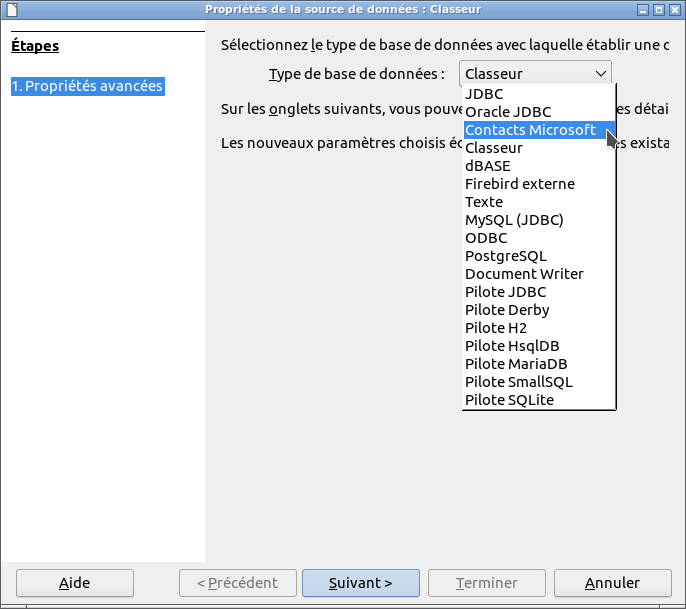 Propriétés de la source de données : Classeur
Étapes
1. Propriétés avancées
Sélectionnez le type de base de données avec laquelle établir une c
Type de base de données : Classeur
Sur les onglets suivants, vous pouve es détai
Les nouveaux paramètres choisis éc s exista
JDBC
Oracle JDBC
Contacts Microsoft
Classeur
dBASE
Firebird externe
Texte
MySQL (JDBC)
ODBC
PostgreSQL
Document Writer
Pilote JDBC
Pilote Derby
Pilote H2
Pilote HsqlDB
Pilote MariaDB
Pilote SmallSQL
Pilote SQLite
Aide
< Précédent
Suivant >
Terminer
Annuler